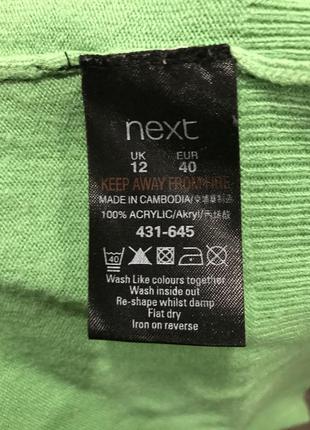 next
UK EUR
12 40
KEEP AWAY FROM FIRE
MADE IN CAMBODIA/
100% ACRYLIC/Akryl/
431-645
40
Wash Like colours together
Wash inside out
Re-shape whilst damp
Flat dry
Iron on reverse